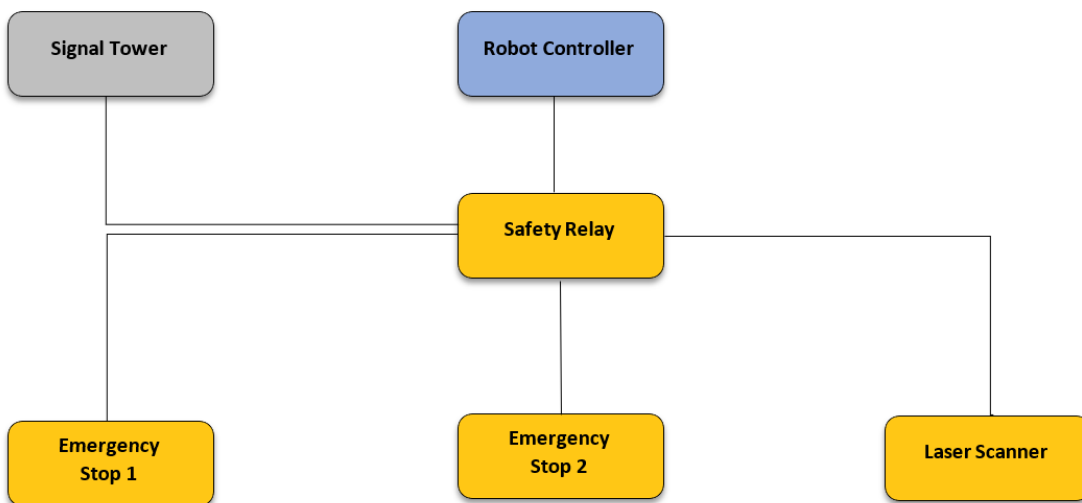 Signal Tower
Robot Controller
Safety Relay
Emergency
Stop 1
Emergency
Stop 2
Laser Scanner